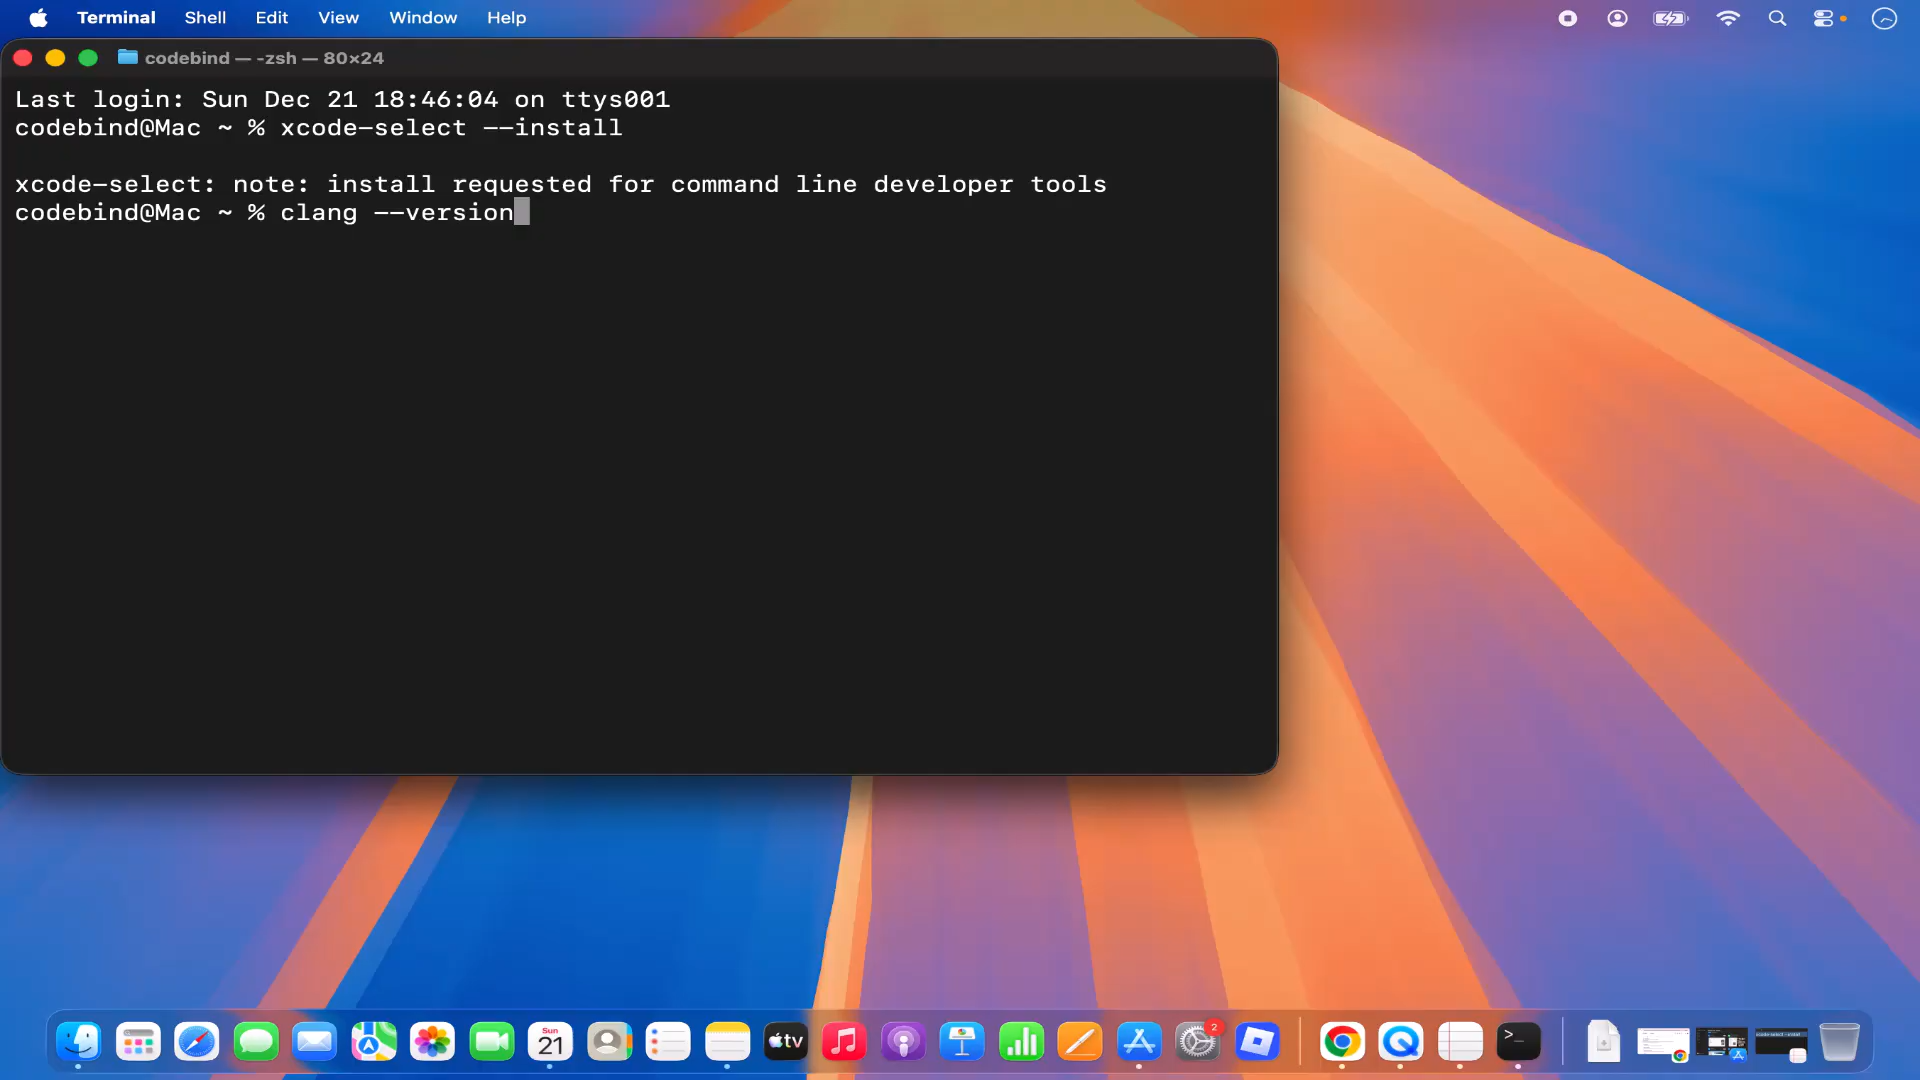 Terminal Shell Edit View Window Help
codebind — -zsh — 80×24
Last login: Sun Dec 21 18:46:04 on ttys001
codebind@Mac ~ % xcode-select --install
xcode-select: note: install requested for command line developer tools
codebind@Mac ~ % clang --version
Sun
21
tv
2
>_